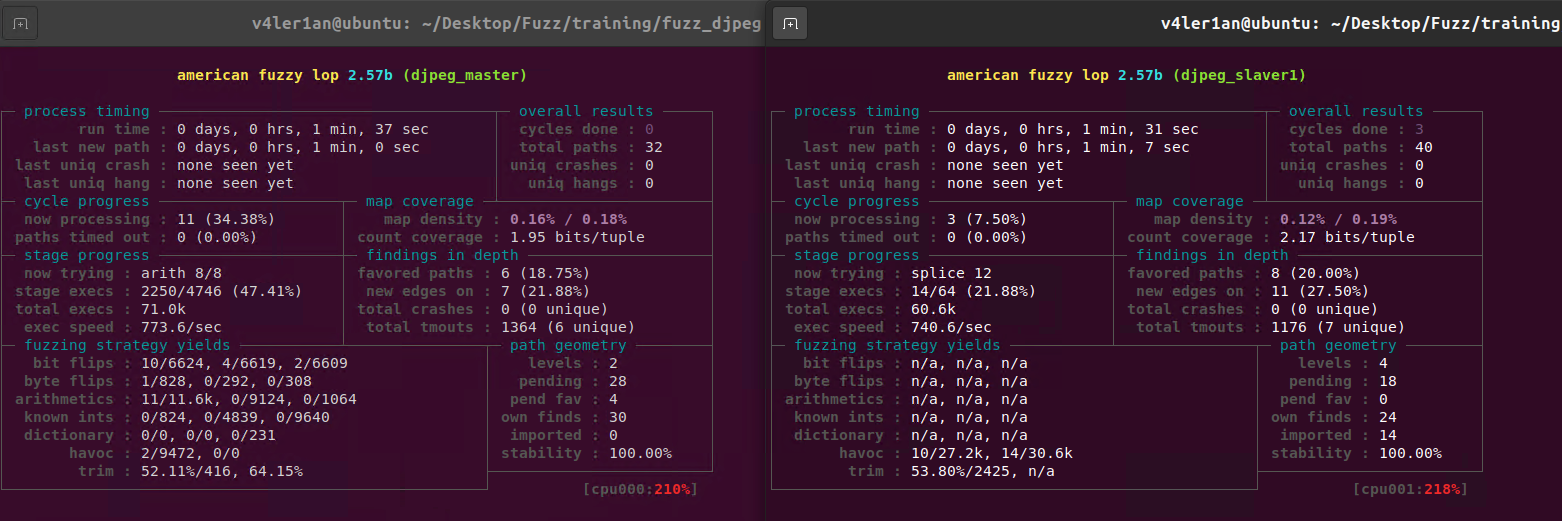 v4ler1an@ubuntu: ~/Desktop/Fuzz/training/fuzz_djpeg
american fuzzy lop 2.57b (djpeg_master)
process timing
overall results
run time : 0 days, 0 hrs, 1 min, 37 sec
cycles done : 0
last new path : 0 days, 0 hrs, 1 min, 0 sec
total paths : 32
last uniq crash : none seen yet
uniq crashes : 0
last uniq hang : none seen yet
uniq hangs : 0
cycle progress
map coverage
now processing : 11 (34.38%)
map density : 0.16% / 0.18%
paths timed out : 0 (0.00%)
count coverage : 1.95 bits/tuple
stage progress
findings in depth
now trying : arith 8/8
favored paths : 6 (18.75%)
stage execs : 2250/4746 (47.41%)
new edges on : 7 (21.88%)
total execs : 71.0k
total crashes : 0 (0 unique)
exec speed : 773.6/sec
total tmouts : 1364 (6 unique)
fuzzing strategy yields
path geometry
bit flips : 10/6624, 4/6619, 2/6609
levels : 2
byte flips : 1/828, 0/292, 0/308
pending : 28
arithmetics : 11/11.6k, 0/9124, 0/1064
pend fav : 4
known ints : 0/824, 0/4839, 0/9640
own finds : 30
dictionary : 0/0, 0/0, 0/231
imported : 0
havoc : 2/9472, 0/0
stability : 100.00%
trim : 52.11%/416, 64.15%
[cpu000:210%]
v4ler1an@ubuntu: ~/Desktop/Fuzz/training
american fuzzy lop 2.57b (djpeg_slaver1)
process timing
overall results
run time : 0 days, 0 hrs, 1 min, 31 sec
cycles done : 3
last new path : 0 days, 0 hrs, 1 min, 7 sec
total paths : 40
last uniq crash : none seen yet
uniq crashes : 0
last uniq hang : none seen yet
uniq hangs : 0
cycle progress
map coverage
now processing : 3 (7.50%)
map density : 0.12% / 0.19%
paths timed out : 0 (0.00%)
count coverage : 2.17 bits/tuple
stage progress
findings in depth
now trying : splice 12
favored paths : 8 (20.00%)
stage execs : 14/64 (21.88%)
new edges on : 11 (27.50%)
total execs : 60.6k
total crashes : 0 (0 unique)
exec speed : 740.6/sec
total tmouts : 1176 (7 unique)
fuzzing strategy yields
path geometry
bit flips : n/a, n/a, n/a
levels : 4
byte flips : n/a, n/a, n/a
pending : 18
arithmetics : n/a, n/a, n/a
pend fav : 0
known ints : n/a, n/a, n/a
own finds : 24
dictionary : n/a, n/a, n/a
imported : 14
havoc : 10/27.2k, 14/30.6k
stability : 100.00%
trim : 53.80%/2425, n/a
[cpu001:218%]